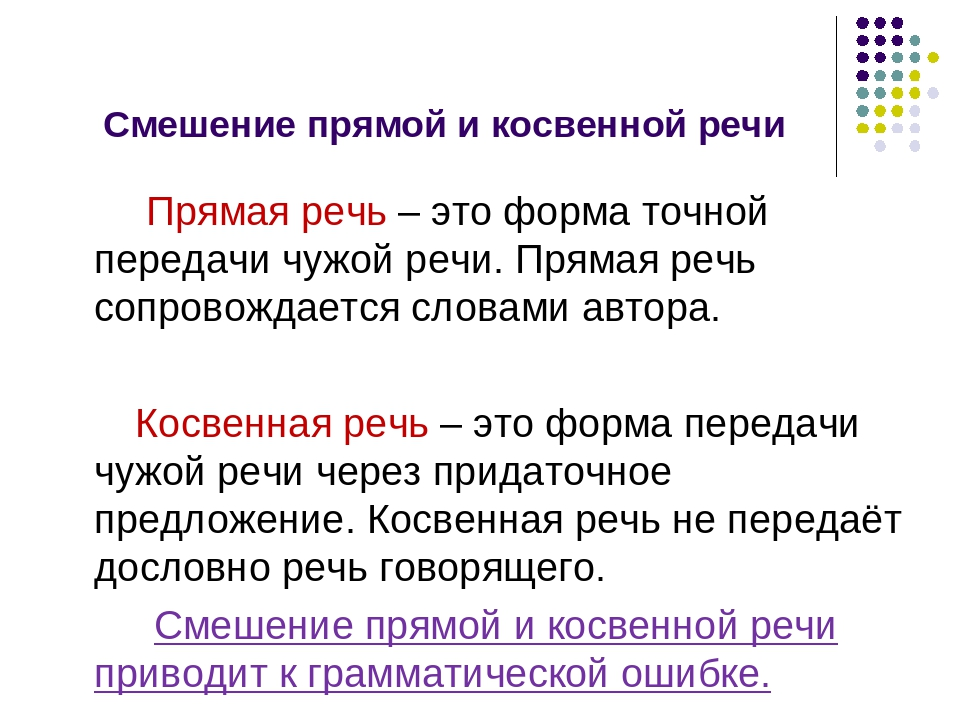 Смешение прямой и косвенной речи
Прямая речь – это форма точной
передачи чужой речи. Прямая речь
сопровождается словами автора.
Косвенная речь – это форма передачи
чужой речи через придаточное
предложение. Косвенная речь не передаёт
дословно речь говорящего.
Смешение прямой и косвенной речи
приводит к грамматической ошибке.